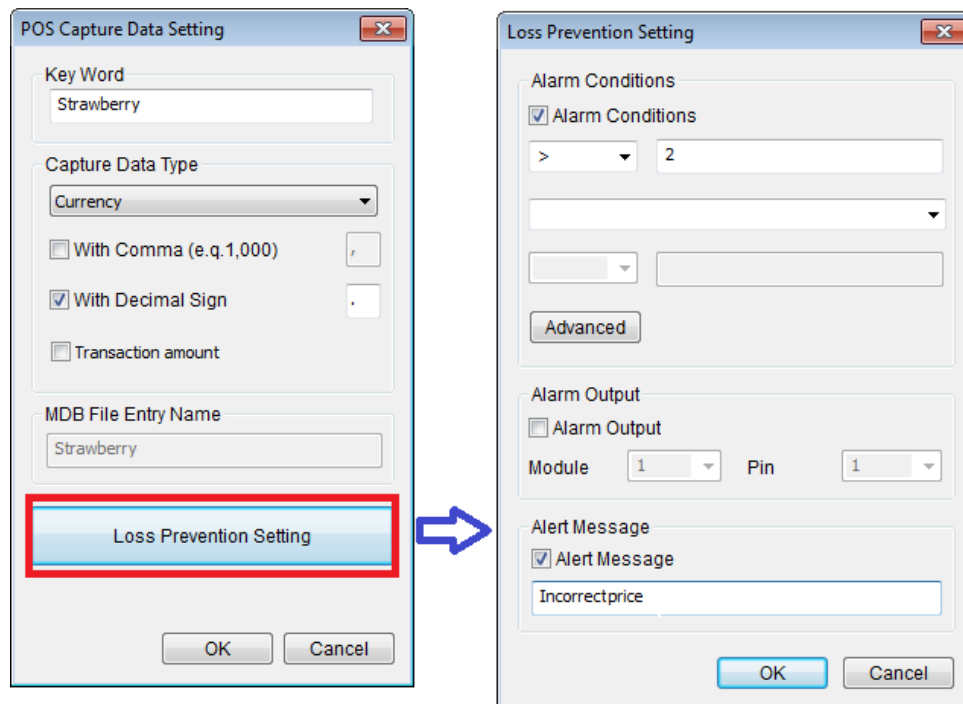 POS Capture Data Setting
Key Word
Strawberry
Capture Data Type
Currency
With Comma (e.q.1,000) ,
With Decimal Sign .
Transaction amount
MDB File Entry Name
Strawberry
Loss Prevention Setting
OK Cancel
Loss Prevention Setting
Alarm Conditions
Alarm Conditions
> 2
Advanced
Alarm Output
Alarm Output
Module 1 Pin 1
Alert Message
Alert Message
Incorrectprice
OK Cancel